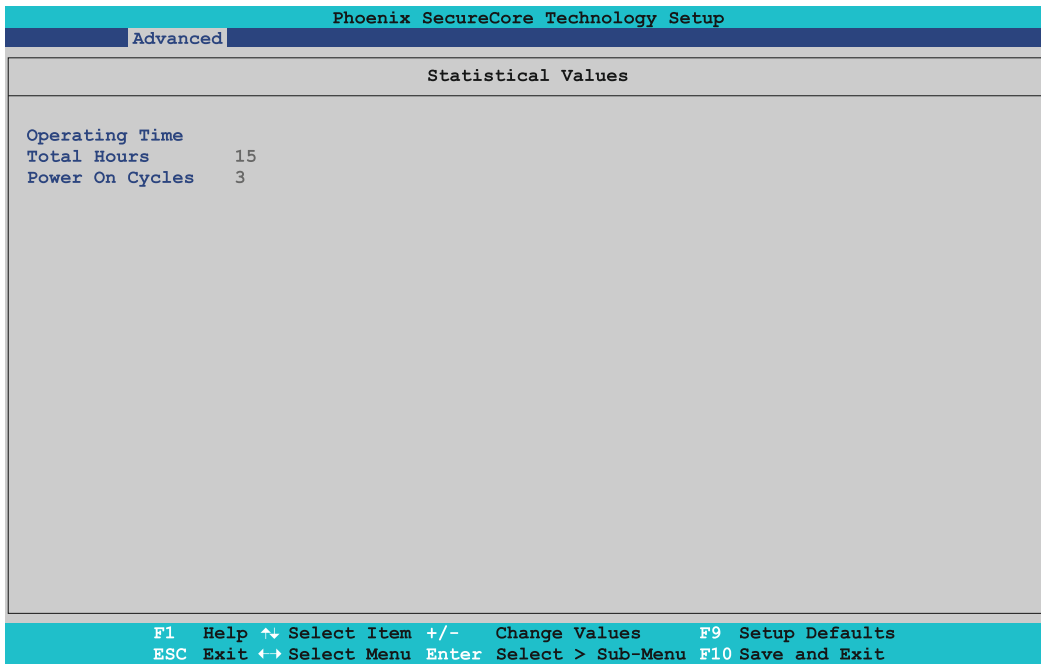 Phoenix SecureCore Technology Setup
Advanced
Statistical Values
Operating Time
Total Hours 15
Power On Cycles 3
F1 Help ↑↓ Select Item +/- Change Values F9 Setup Defaults
ESC Exit ←→ Select Menu Enter Select > Sub-Menu F10 Save and Exit